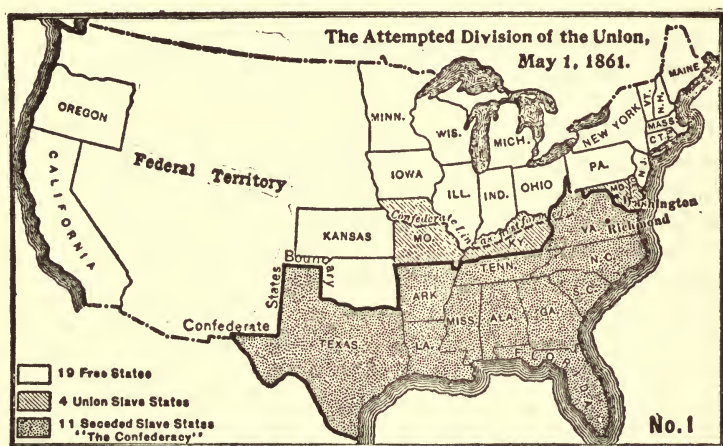 The Attempted Division of the Union,
May 1, 1861.
MAINE
OREGON
MINN.
VT.
N.H.
WIS.
MICH.
NEW YORK
MASS.
CT.
CALIFORNIA
Federal Territory
IOWA
PA.
N.J.
ILL.
IND.
OHIO
MD.
Washington
Confederate Line as
KANSAS
MO.
KY.
VA.
Richmond
States Boundary
TENN.
N.C.
ARK.
S.C.
Confederate
MISS.
ALA.
GA.
TEXAS
LA.
FLORIDA
19 Free States
4 Union Slave States
11 Seceded Slave States
"The Confederacy"
No.1